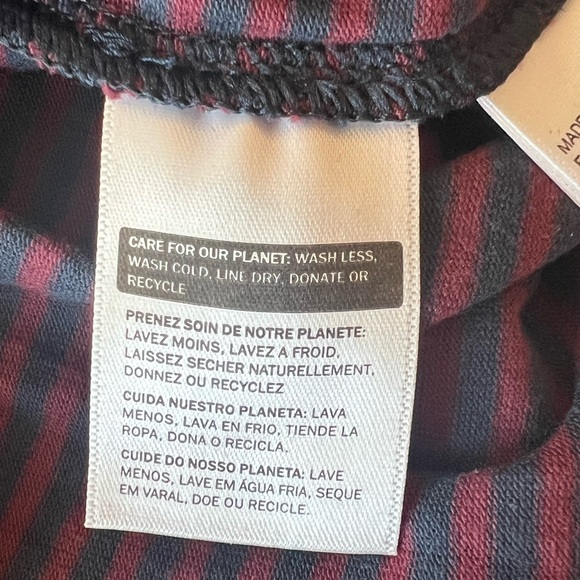 CARE FOR OUR PLANET: WASH LESS,
WASH COLD, LINE DRY, DONATE OR
RECYCLE
PRENEZ SOIN DE NOTRE PLANETE:
LAVEZ MOINS, LAVEZ A FROID,
LAISSEZ SECHER NATURELLEMENT,
DONNEZ OU RECYCLEZ
CUIDA NUESTRO PLANETA: LAVA
MENOS, LAVA EN FRIO, TIENDE LA
ROPA, DONA O RECICLA.
CUIDE DO NOSSO PLANETA: LAVE
MENOS, LAVE EM ÁGUA FRIA, SEQUE
EM VARAL, DOE OU RECICLE.
MADE